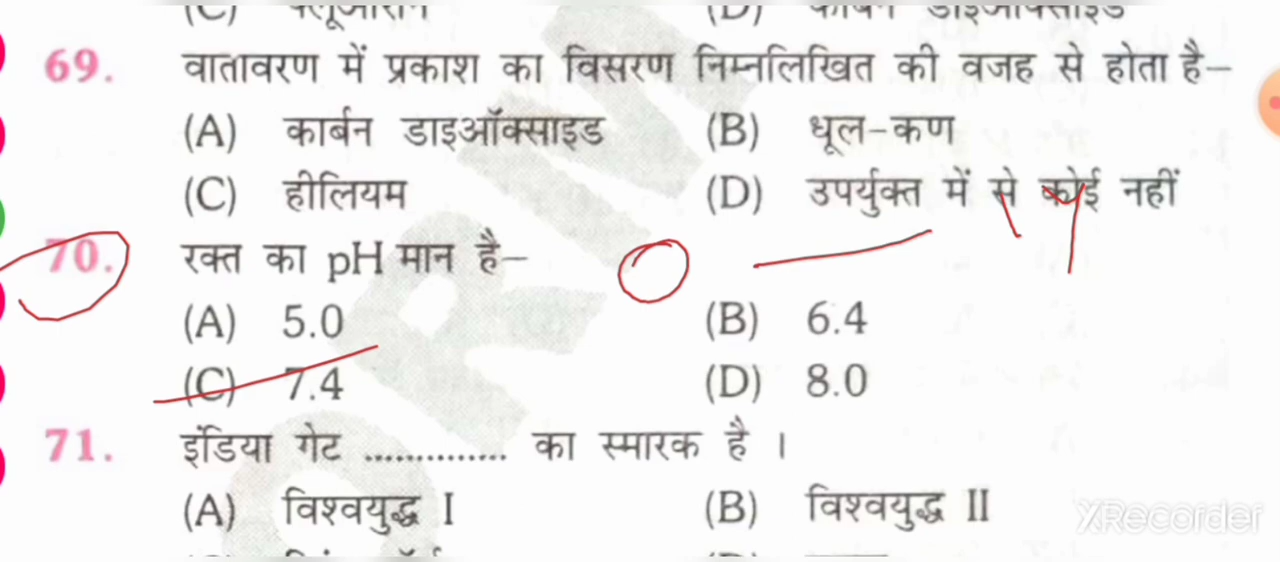 69. वातावरण में प्रकाश का विसरण निम्नलिखित की वजह से होता है–
(A) कार्बन डाइऑक्साइड (B) धूल-कण
(C) हीलियम (D) उपर्युक्त में से कोई नहीं
70. रक्त का pH मान है–
(A) 5.0 (B) 6.4
(C) 7.4 (D) 8.0
71. इंडिया गेट .............. का स्मारक है ।
(A) विश्वयुद्ध I (B) विश्वयुद्ध II
XRecorder